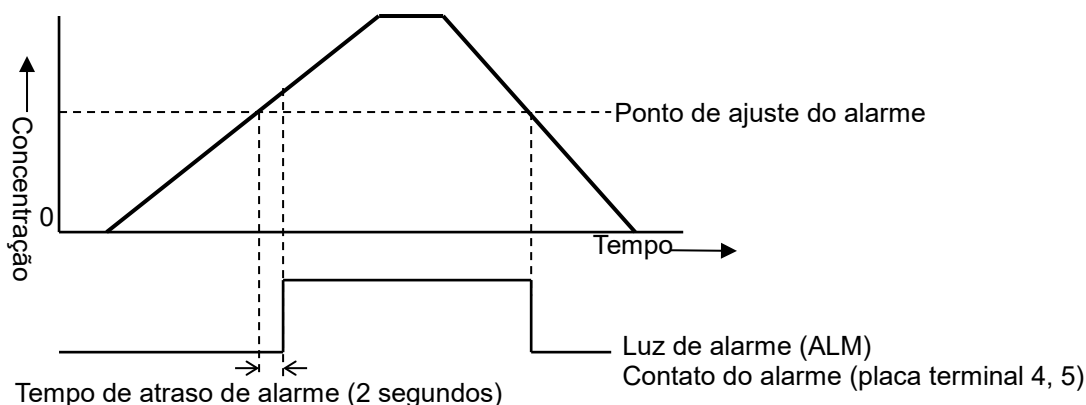 Ponto de ajuste do alarme
Concentração
0
Tempo
Luz de alarme (ALM)
Contato do alarme (placa terminal 4, 5)
Tempo de atraso de alarme (2 segundos)